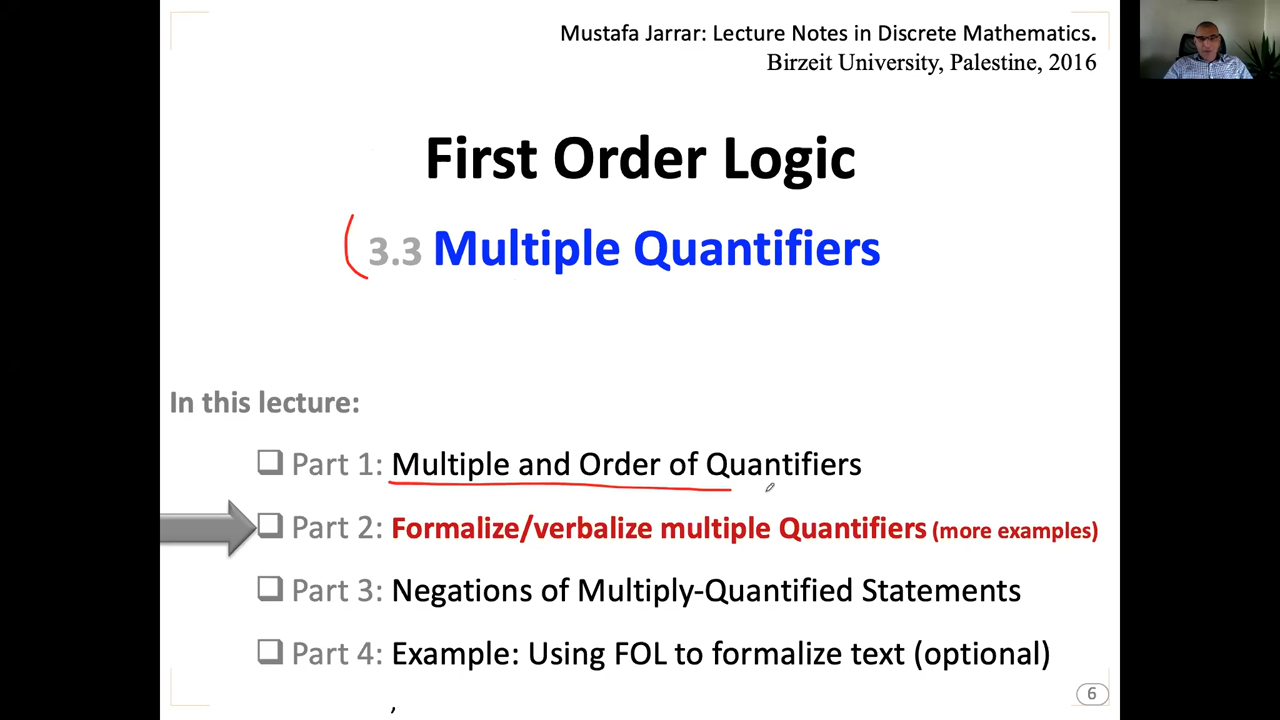 Mustafa Jarrar: Lecture Notes in Discrete Mathematics.
Birzeit University, Palestine, 2016
First Order Logic
3.3 Multiple Quantifiers
In this lecture:
Part 1: Multiple and Order of Quantifiers
Part 2: Formalize/verbalize multiple Quantifiers (more examples)
Part 3: Negations of Multiply-Quantified Statements
Part 4: Example: Using FOL to formalize text (optional)
,
6